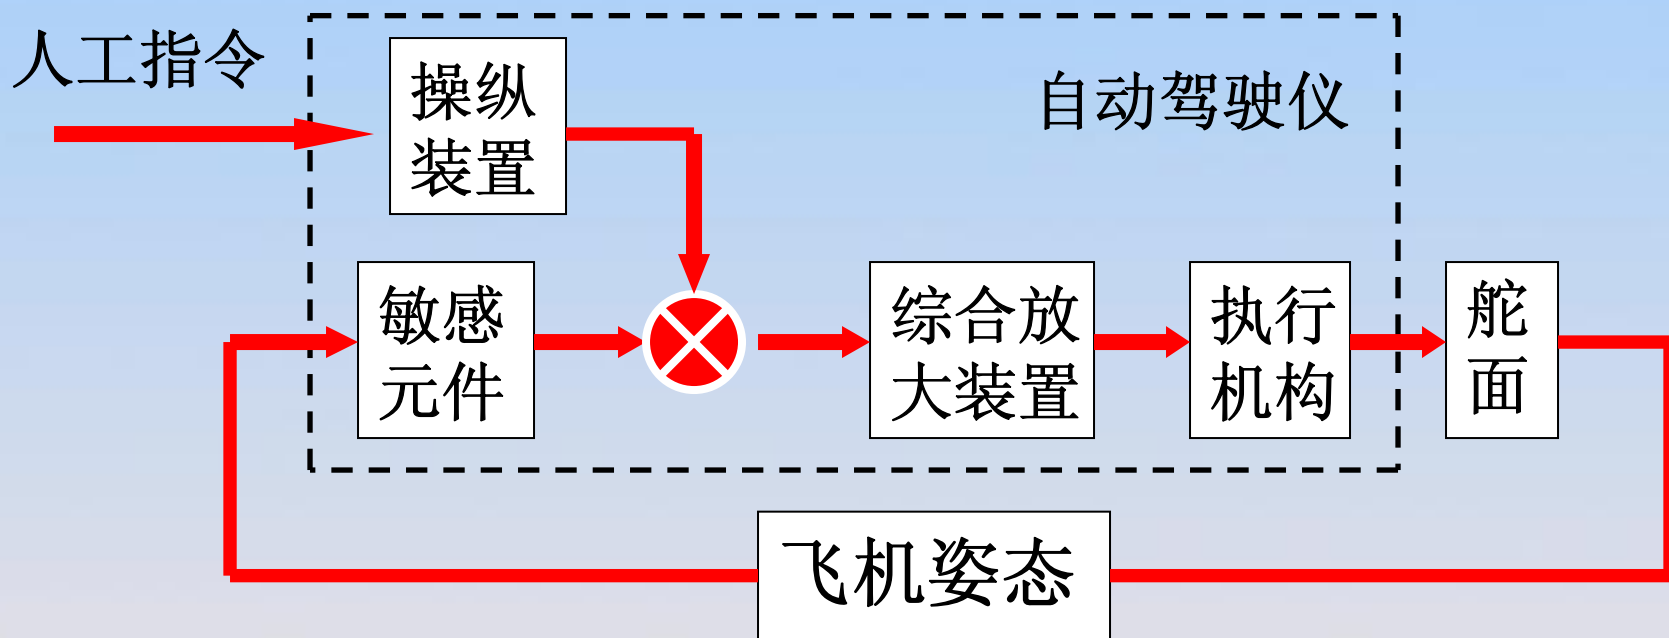 人工指令
操纵
装置
自动驾驶仪
敏感
元件
综合放
大装置
执行
机构
舵
面
飞机姿态